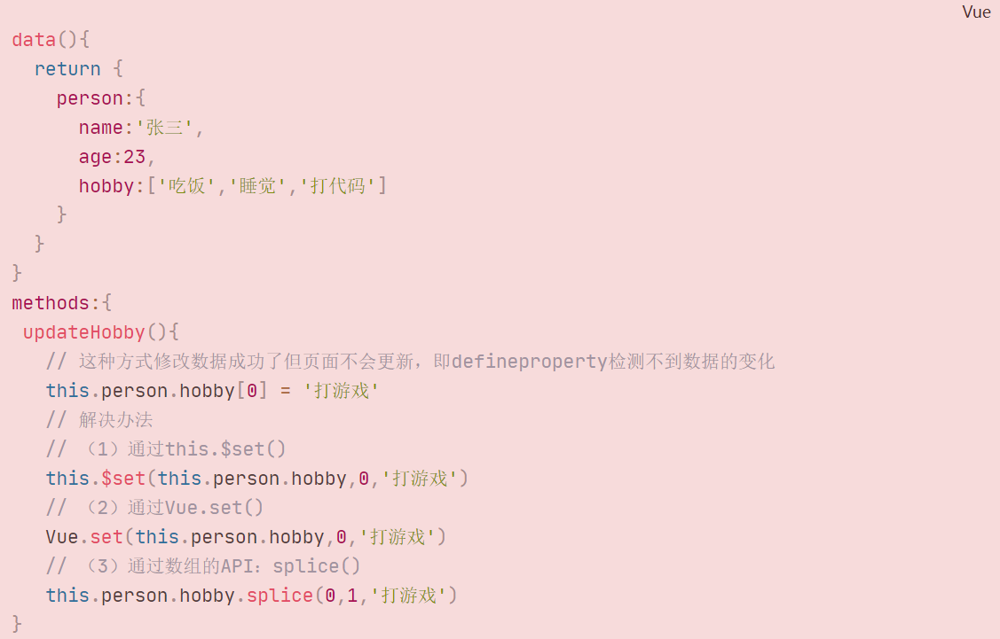 Vue
data(){
  return {
    person:{
      name:'张三',
      age:23,
      hobby:['吃饭','睡觉','打代码']
    }
  }
}
methods:{
 updateHobby(){
   // 这种方式修改数据成功了但页面不会更新，即defineproperty检测不到数据的变化
   this.person.hobby[0] = '打游戏'
   // 解决办法
   // （1）通过this.$set()
   this.$set(this.person.hobby,0,'打游戏')
   // （2）通过Vue.set()
   Vue.set(this.person.hobby,0,'打游戏')
   // （3）通过数组的API：splice()
   this.person.hobby.splice(0,1,'打游戏')
}